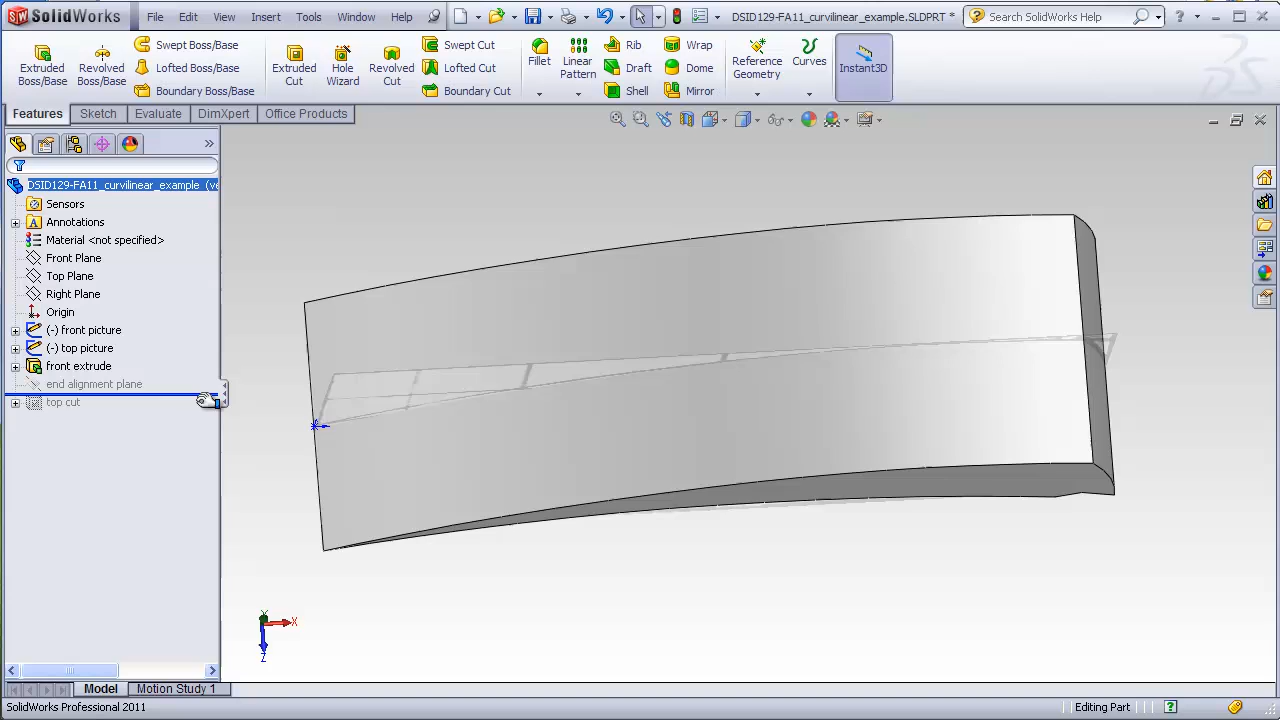 SolidWorks File Edit View Insert Tools Window Help DSID129-FA11_curvilinear_example.SLDPRT * Search SolidWorks Help
Extruded Boss/Base
Revolved Boss/Base
Swept Boss/Base
Lofted Boss/Base
Boundary Boss/Base
Extruded Cut
Hole Wizard
Revolved Cut
Swept Cut
Lofted Cut
Boundary Cut
Fillet
Linear Pattern
Rib
Draft
Shell
Wrap
Dome
Mirror
Reference Geometry
Curves
Instant3D
Features Sketch Evaluate DimXpert Office Products
DSID129-FA11_curvilinear_example (ve
Sensors
Annotations
Material <not specified>
Front Plane
Top Plane
Right Plane
Origin
(-) front picture
(-) top picture
front extrude
end alignment plane
top cut
Y
X
Z
Model Motion Study 1
SolidWorks Professional 2011 Editing Part